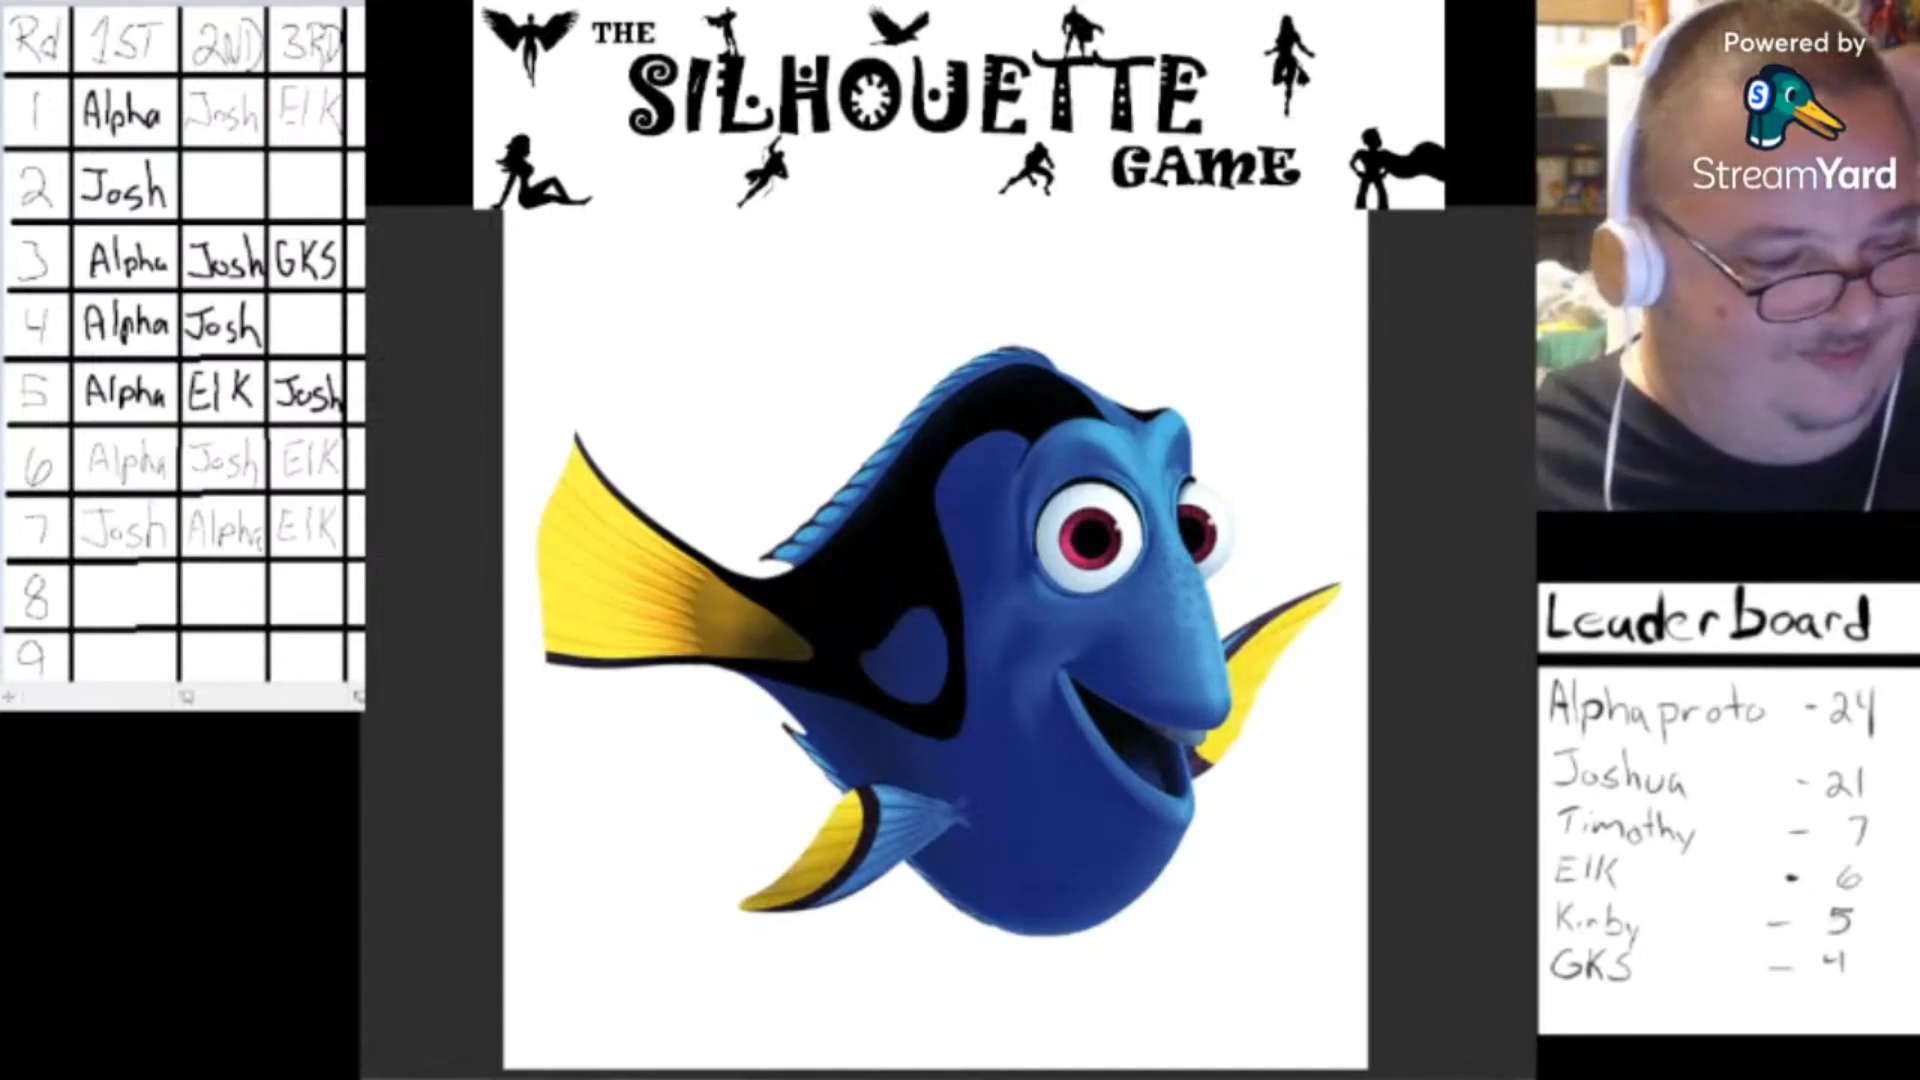 Rd 1ST 2ND 3RD
1 Alpha Josh Elk
2 Josh
3 Alpha Josh GKS
4 Alpha Josh
5 Alpha Elk Josh
6 Alpha Josh Elk
7 Josh Alpha Elk
8
9
THE
SILHOUETTE
GAME
Powered by
S
StreamYard
Leaderboard
Alphaproto - 24
Joshua - 21
Timothy - 7
Elk - 6
Kirby - 5
GKS - 4